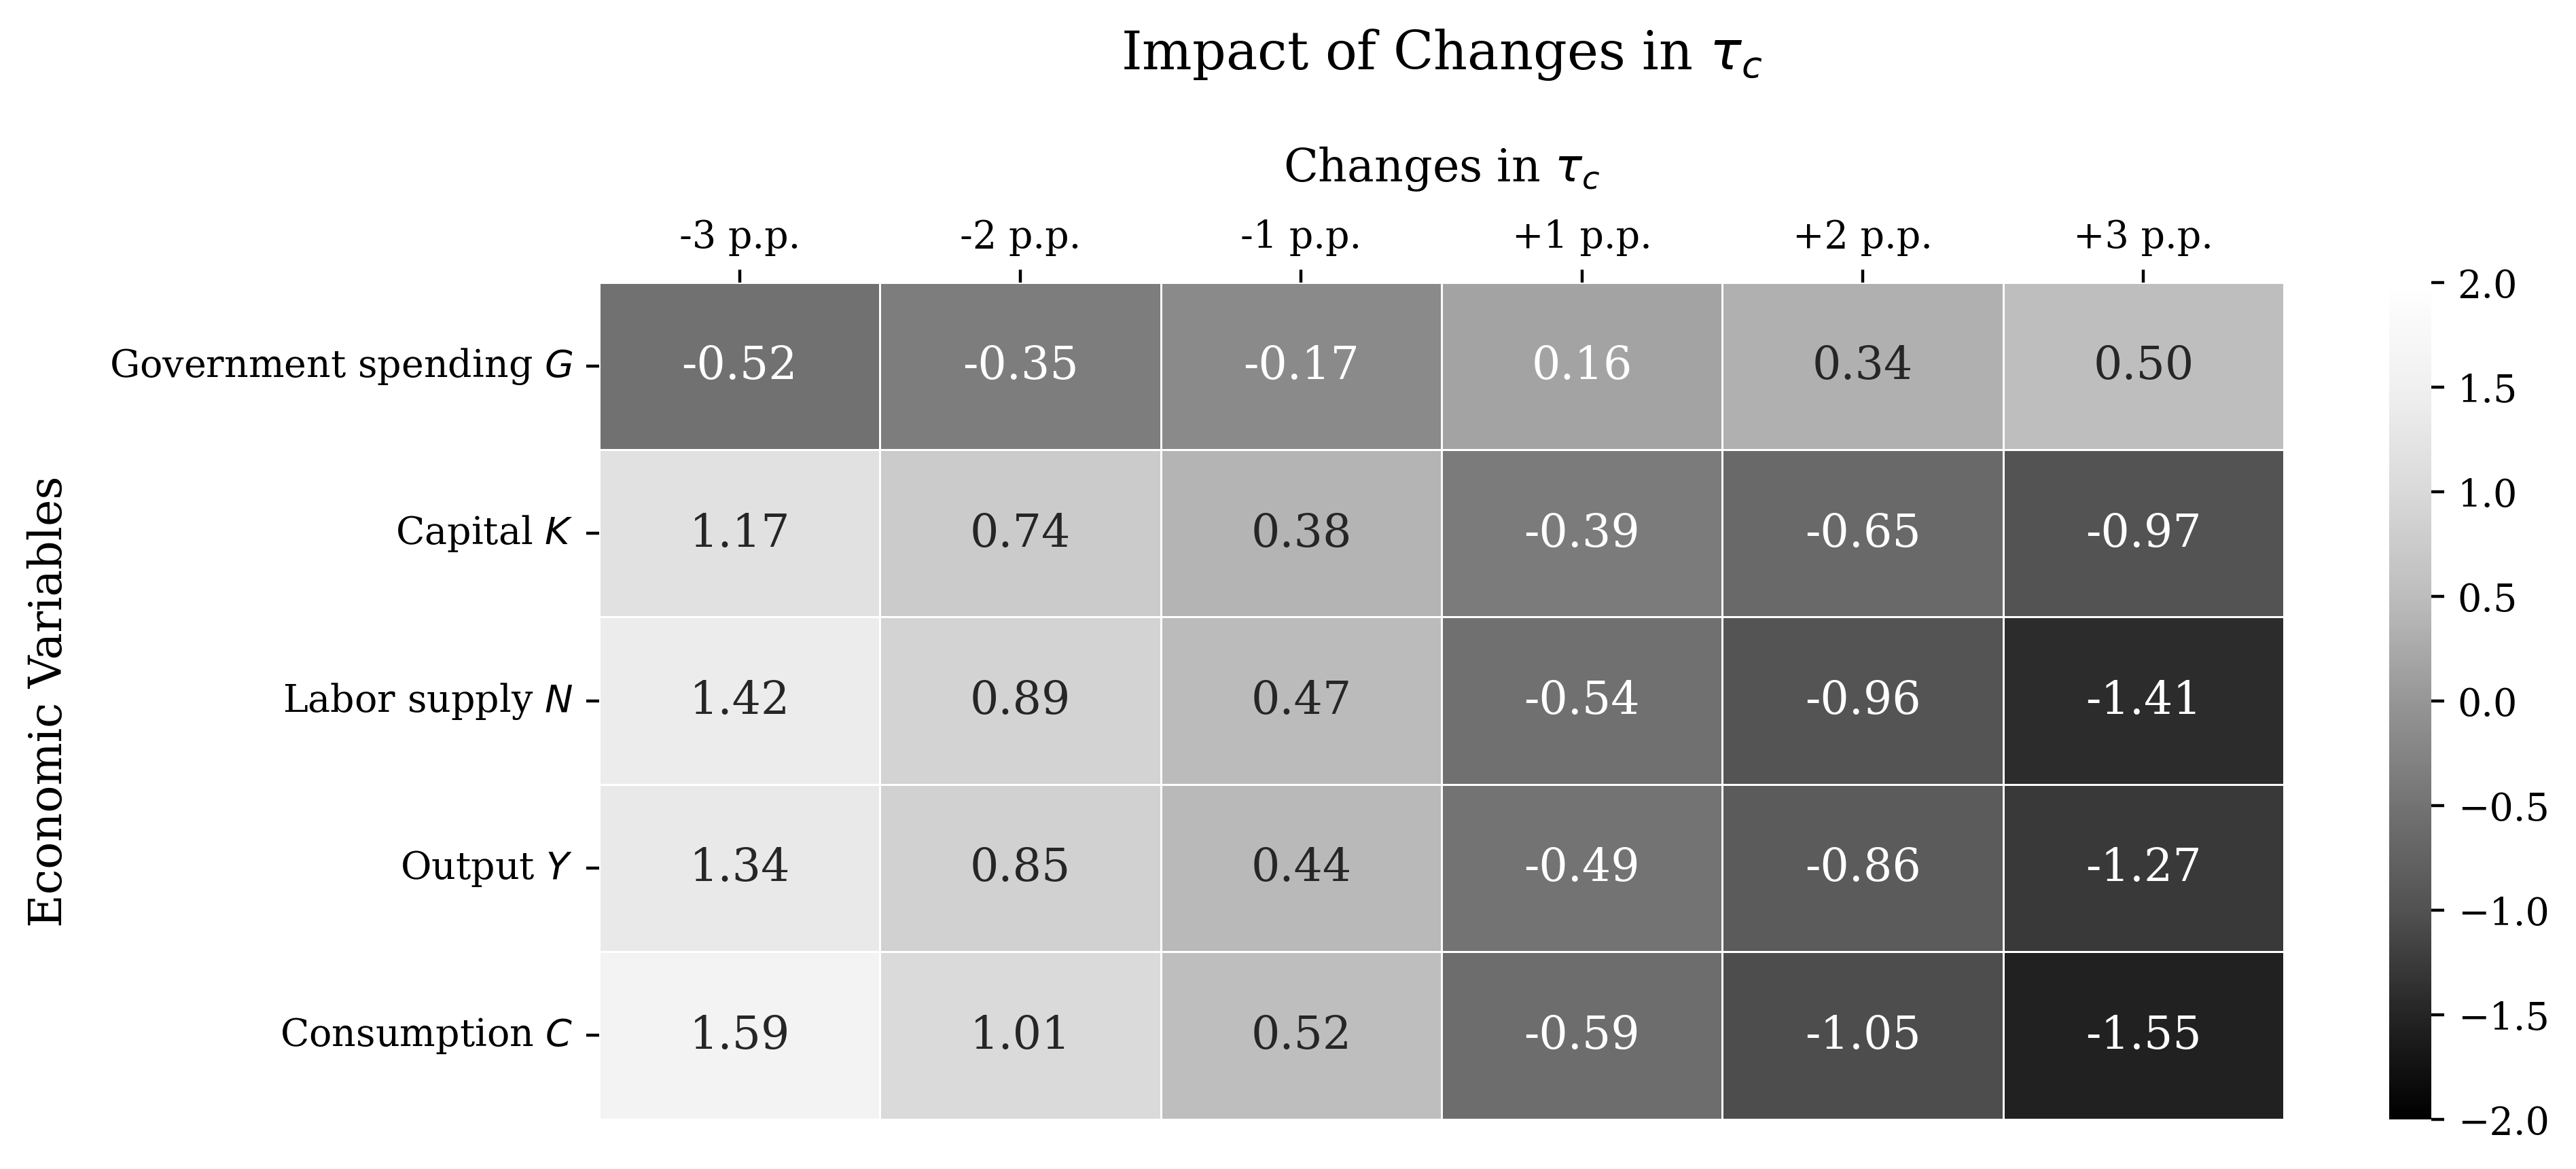 Impact of Changes in τc
Changes in τc
-3 p.p. -2 p.p. -1 p.p. +1 p.p. +2 p.p. +3 p.p.
Economic Variables
Government spending G -0.52 -0.35 -0.17 0.16 0.34 0.50
Capital K 1.17 0.74 0.38 -0.39 -0.65 -0.97
Labor supply N 1.42 0.89 0.47 -0.54 -0.96 -1.41
Output Y 1.34 0.85 0.44 -0.49 -0.86 -1.27
Consumption C 1.59 1.01 0.52 -0.59 -1.05 -1.55
2.0
1.5
1.0
0.5
0.0
−0.5
−1.0
−1.5
−2.0